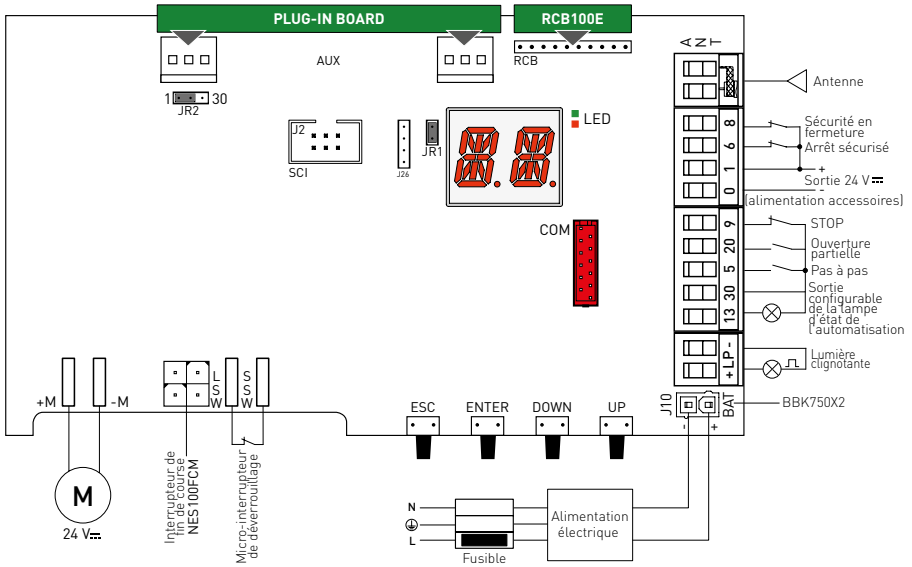 PLUG-IN BOARD
RCB100E
AUX
RCB
A N T
Antenne
1 30
JR2
J2
SCI
J26
JR1
LED
8
Sécurité en
fermeture
6
Arrêt sécurisé
1
+
Sortie 24 V
0
-
(alimentation accessoires)
COM
9
STOP
20
Ouverture
partielle
5
Pas à pas
30
Sortie
configurable
de la lampe
d'état de
l'automatisation
13
+LP-
Lumière
clignotante
+M
-M
LSW
SSW
J10
BAT
BBK750X2
- +
ESC
ENTER
DOWN
UP
M
24 V
Interrupteur de
fin de course
NES100FCM
Micro-interrupteur
de déverrouillage
N
L
Fusible
Alimentation
électrique